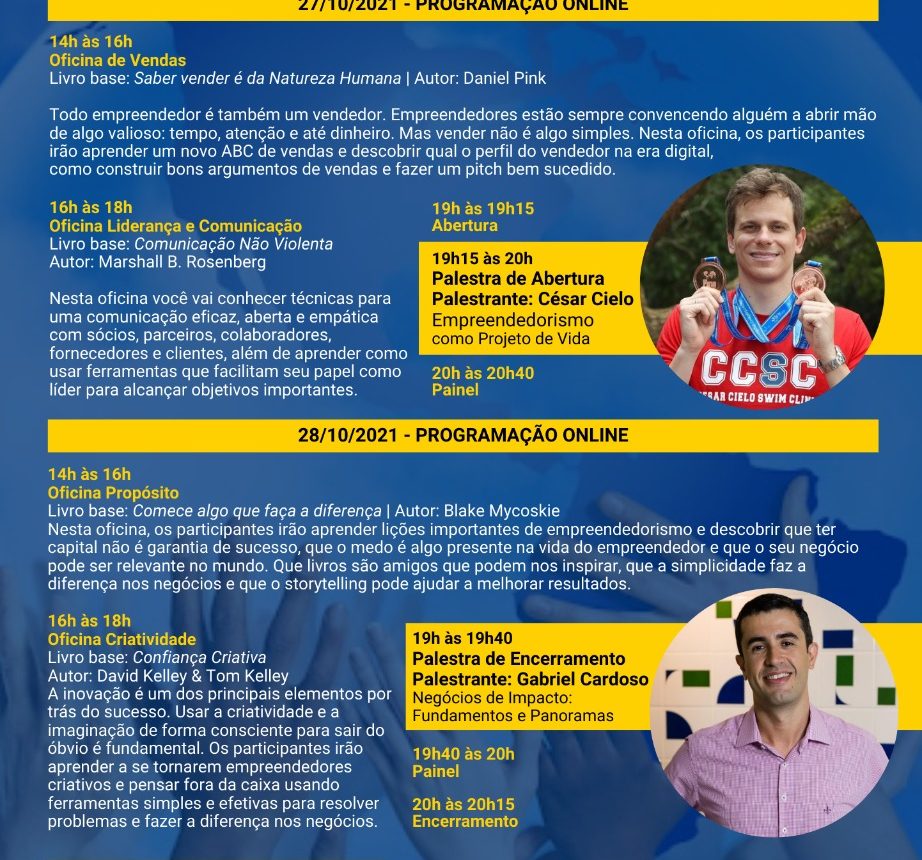 27/10/2021 - PROGRAMAÇÃO ONLINE
14h às 16h
Oficina de Vendas
Livro base: Saber vender é da Natureza Humana | Autor: Daniel Pink
Todo empreendedor é também um vendedor. Empreendedores estão sempre convencendo alguém a abrir mão
de algo valioso: tempo, atenção e até dinheiro. Mas vender não é algo simples. Nesta oficina, os participantes
irão aprender um novo ABC de vendas e descobrir qual o perfil do vendedor na era digital,
como construir bons argumentos de vendas e fazer um pitch bem sucedido.
16h às 18h
Oficina Liderança e Comunicação
Livro base: Comunicação Não Violenta
Autor: Marshall B. Rosenberg
Nesta oficina você vai conhecer técnicas para
uma comunicação eficaz, aberta e empática
com sócios, parceiros, colaboradores,
fornecedores e clientes, além de aprender como
usar ferramentas que facilitam seu papel como
líder para alcançar objetivos importantes.
19h às 19h15
Abertura
19h15 às 20h
Palestra de Abertura
Palestrante: César Cielo
Empreendedorismo
como Projeto de Vida
20h às 20h40
Painel
CCSC
CESAR CIELO SWIM CLINIC
28/10/2021 - PROGRAMAÇÃO ONLINE
14h às 16h
Oficina Propósito
Livro base: Comece algo que faça a diferença | Autor: Blake Mycoskie
Nesta oficina, os participantes irão aprender lições importantes de empreendedorismo e descobrir que ter
capital não é garantia de sucesso, que o medo é algo presente na vida do empreendedor e que o seu negócio
pode ser relevante no mundo. Que livros são amigos que podem nos inspirar, que a simplicidade faz a
diferença nos negócios e que o storytelling pode ajudar a melhorar resultados.
16h às 18h
Oficina Criatividade
Livro base: Confiança Criativa
Autor: David Kelley & Tom Kelley
A inovação é um dos principais elementos por
trás do sucesso. Usar a criatividade e a
imaginação de forma consciente para sair do
óbvio é fundamental. Os participantes irão
aprender a se tornarem empreendedores
criativos e pensar fora da caixa usando
ferramentas simples e efetivas para resolver
problemas e fazer a diferença nos negócios.
19h às 19h40
Palestra de Encerramento
Palestrante: Gabriel Cardoso
Negócios de Impacto:
Fundamentos e Panoramas
19h40 às 20h
Painel
20h às 20h15
Encerramento